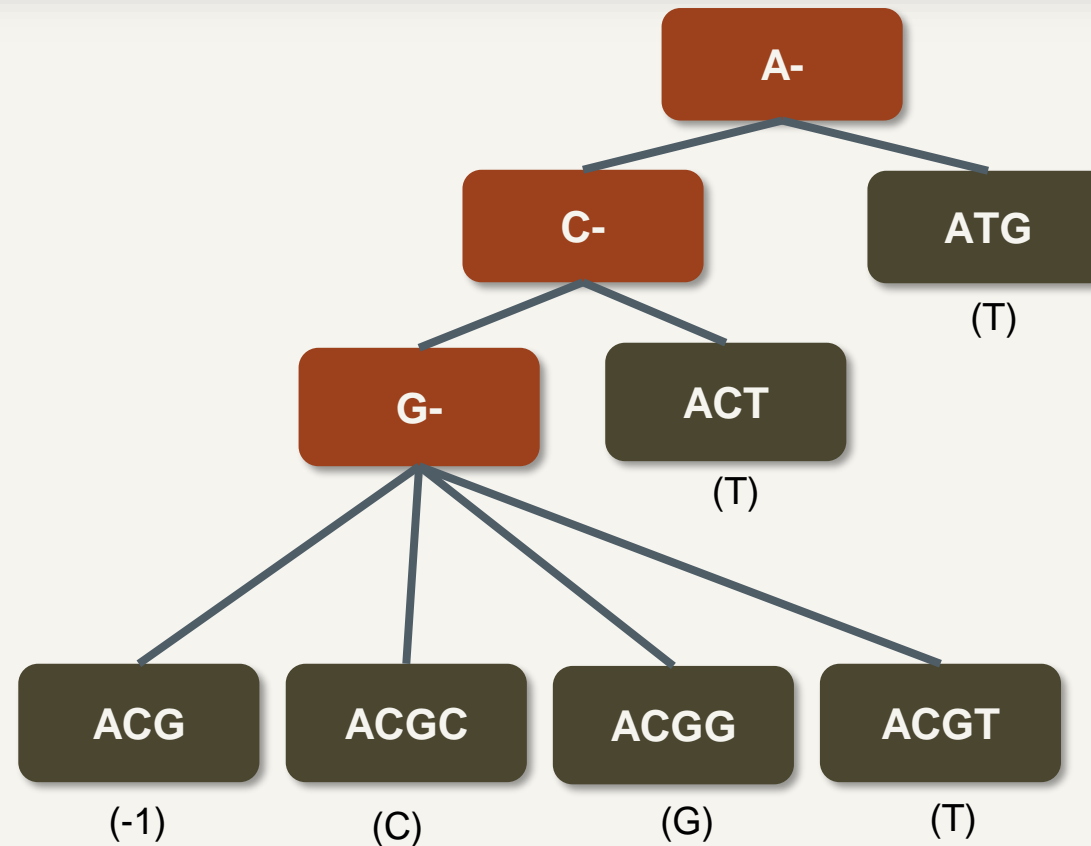 A-
C-
ATG
(T)
G-
ACT
(T)
ACG
ACGC
ACGG
ACGT
(-1)
(C)
(G)
(T)